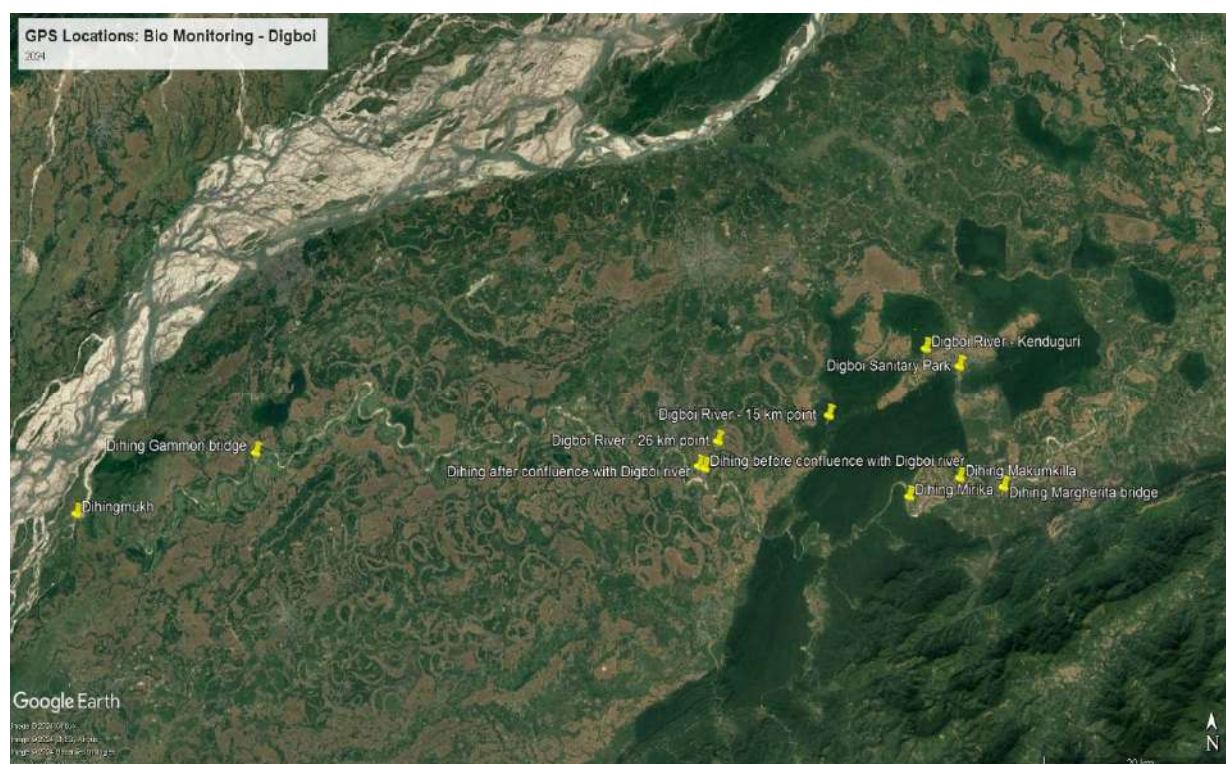 GPS Locations: Bio Monitoring - Digboi
2024
Digboi River - Kenduguri
Digboi Sanitary Park
Digboi River - 15 km point
Digboi River - 26 km point
Dihing Gammon bridge
Dihing before confluence with Digboi river
Dihing after confluence with Digboi river
Dihing Makumkilla
Dihing Mirika
Dihing Margherita bridge
Dihingmukh
Google Earth
N
20 km